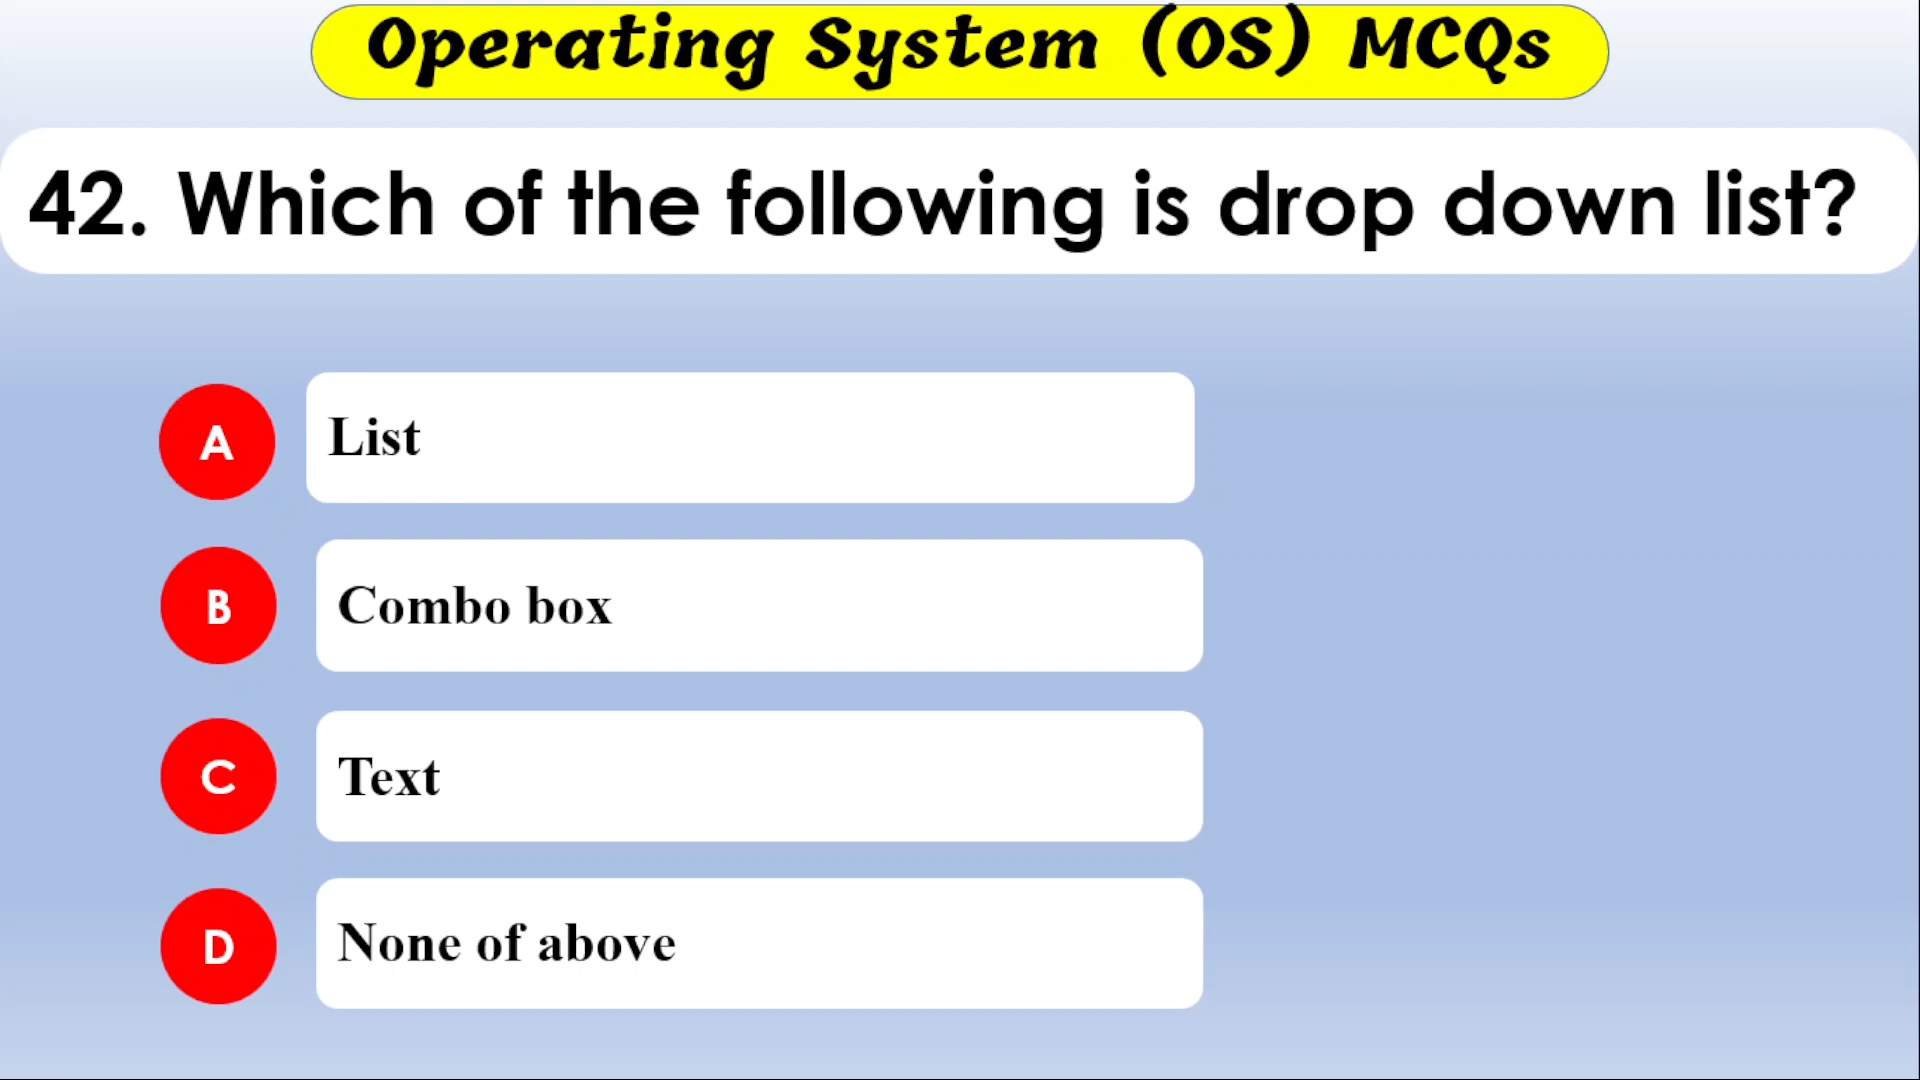 Operating System (OS) MCQs
42. Which of the following is drop down list?
A List
B Combo box
C Text
D None of above